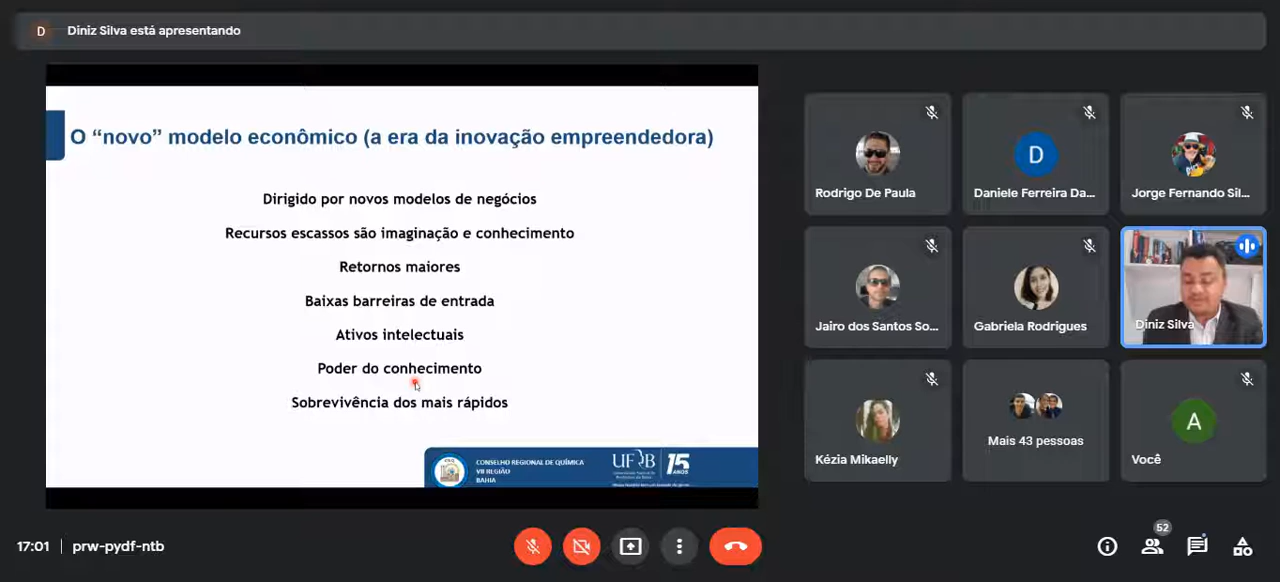 D
Diniz Silva está apresentando
O “novo” modelo econômico (a era da inovação empreendedora)
Dirigido por novos modelos de negócios
Recursos escassos são imaginação e conhecimento
Retornos maiores
Baixas barreiras de entrada
Ativos intelectuais
Poder do conhecimento
Sobrevivência dos mais rápidos
CONSELHO REGIONAL DE QUÍMICA
VII REGIÃO
BAHIA
UFRB
15
ANOS
Rodrigo De Paula
D
Daniele Ferreira Da...
Jorge Fernando Sil...
Jairo dos Santos So...
Gabriela Rodrigues
Diniz Silva
Kézia Mikaelly
Mais 43 pessoas
A
Você
17:01
prw-pydf-ntb
52